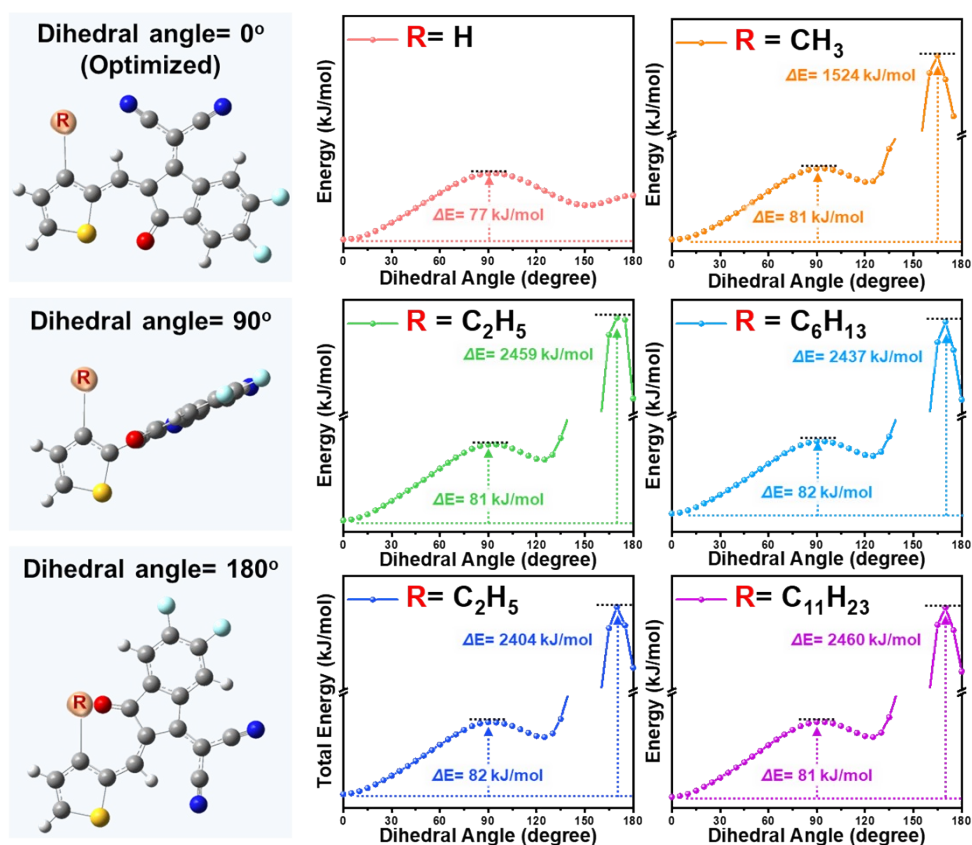 Dihedral angle= 0°
(Optimized)
R
Dihedral angle= 90°
R
Dihedral angle= 180°
R
R= H
Energy (kJ/mol)
ΔE= 77 kJ/mol
0 30 60 90 120 150 180
Dihedral Angle (degree)
R = CH3
ΔE= 1524 kJ/mol
Energy (kJ/mol)
Energy (kJ/mol)
ΔE= 81 kJ/mol
0 30 60 90 120 150 180
Dihedral Angle (degree)
R = C2H5
ΔE= 2459 kJ/mol
Energy (kJ/mol)
ΔE= 81 kJ/mol
0 30 60 90 120 150 180
Dihedral Angle (degree)
R = C6H13
ΔE= 2437 kJ/mol
Energy (kJ/mol)
Energy (kJ/mol)
ΔE= 82 kJ/mol
0 30 60 90 120 150 180
Dihedral Angle (degree)
R= C2H5
ΔE= 2404 kJ/mol
Total Energy (kJ/mol)
ΔE= 82 kJ/mol
0 30 60 90 120 150 180
Dihedral Angle (degree)
R= C11H23
ΔE= 2460 kJ/mol
Energy (kJ/mol)
ΔE= 81 kJ/mol
0 30 60 90 120 150 180
Dihedral Angle (degree)